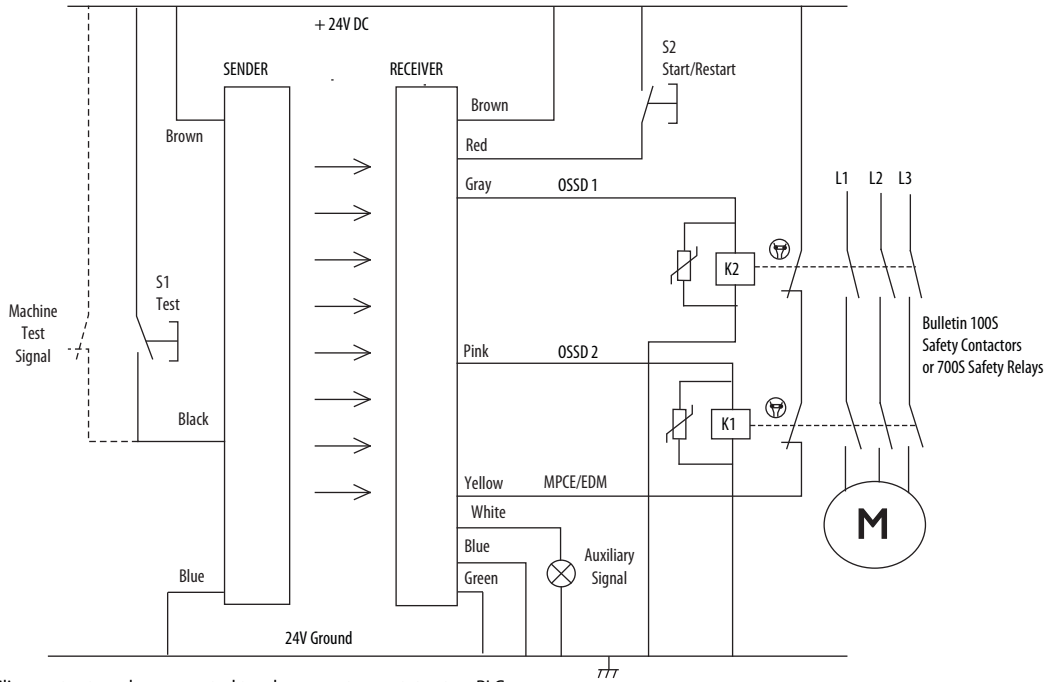 + 24V DC
S2
Start/Restart
SENDER
RECEIVER
Brown
Brown
Red
Gray
OSSD 1
L1
L2
L3
K2
S1
Test
Machine
Test
Signal
Bulletin 100S
Safety Contactors
or 700S Safety Relays
Pink
OSSD 2
Black
K1
Yellow
MPCE/EDM
White
M
Blue
Auxiliary
Signal
Blue
Green
24V Ground